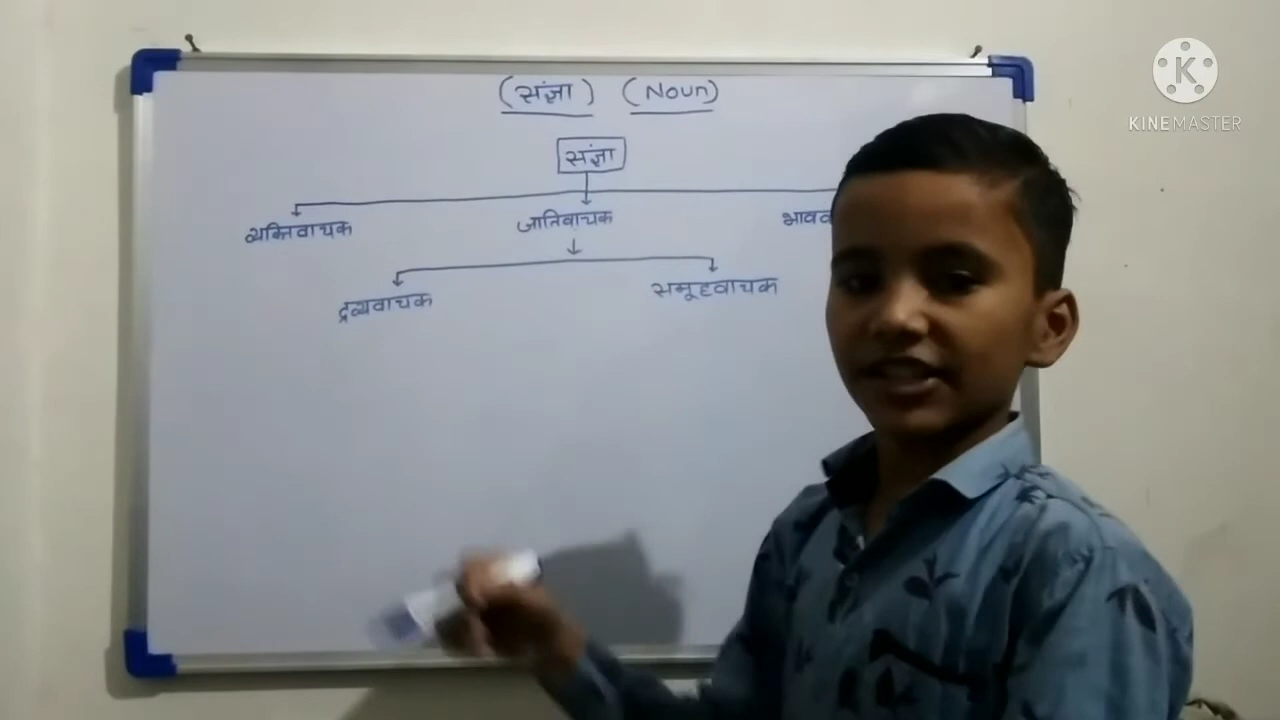 (संज्ञा) (Noun)
संज्ञा
व्यक्तिवाचक जातिवाचक
द्रव्यवाचक समूहवाचक
K
KINEMASTER